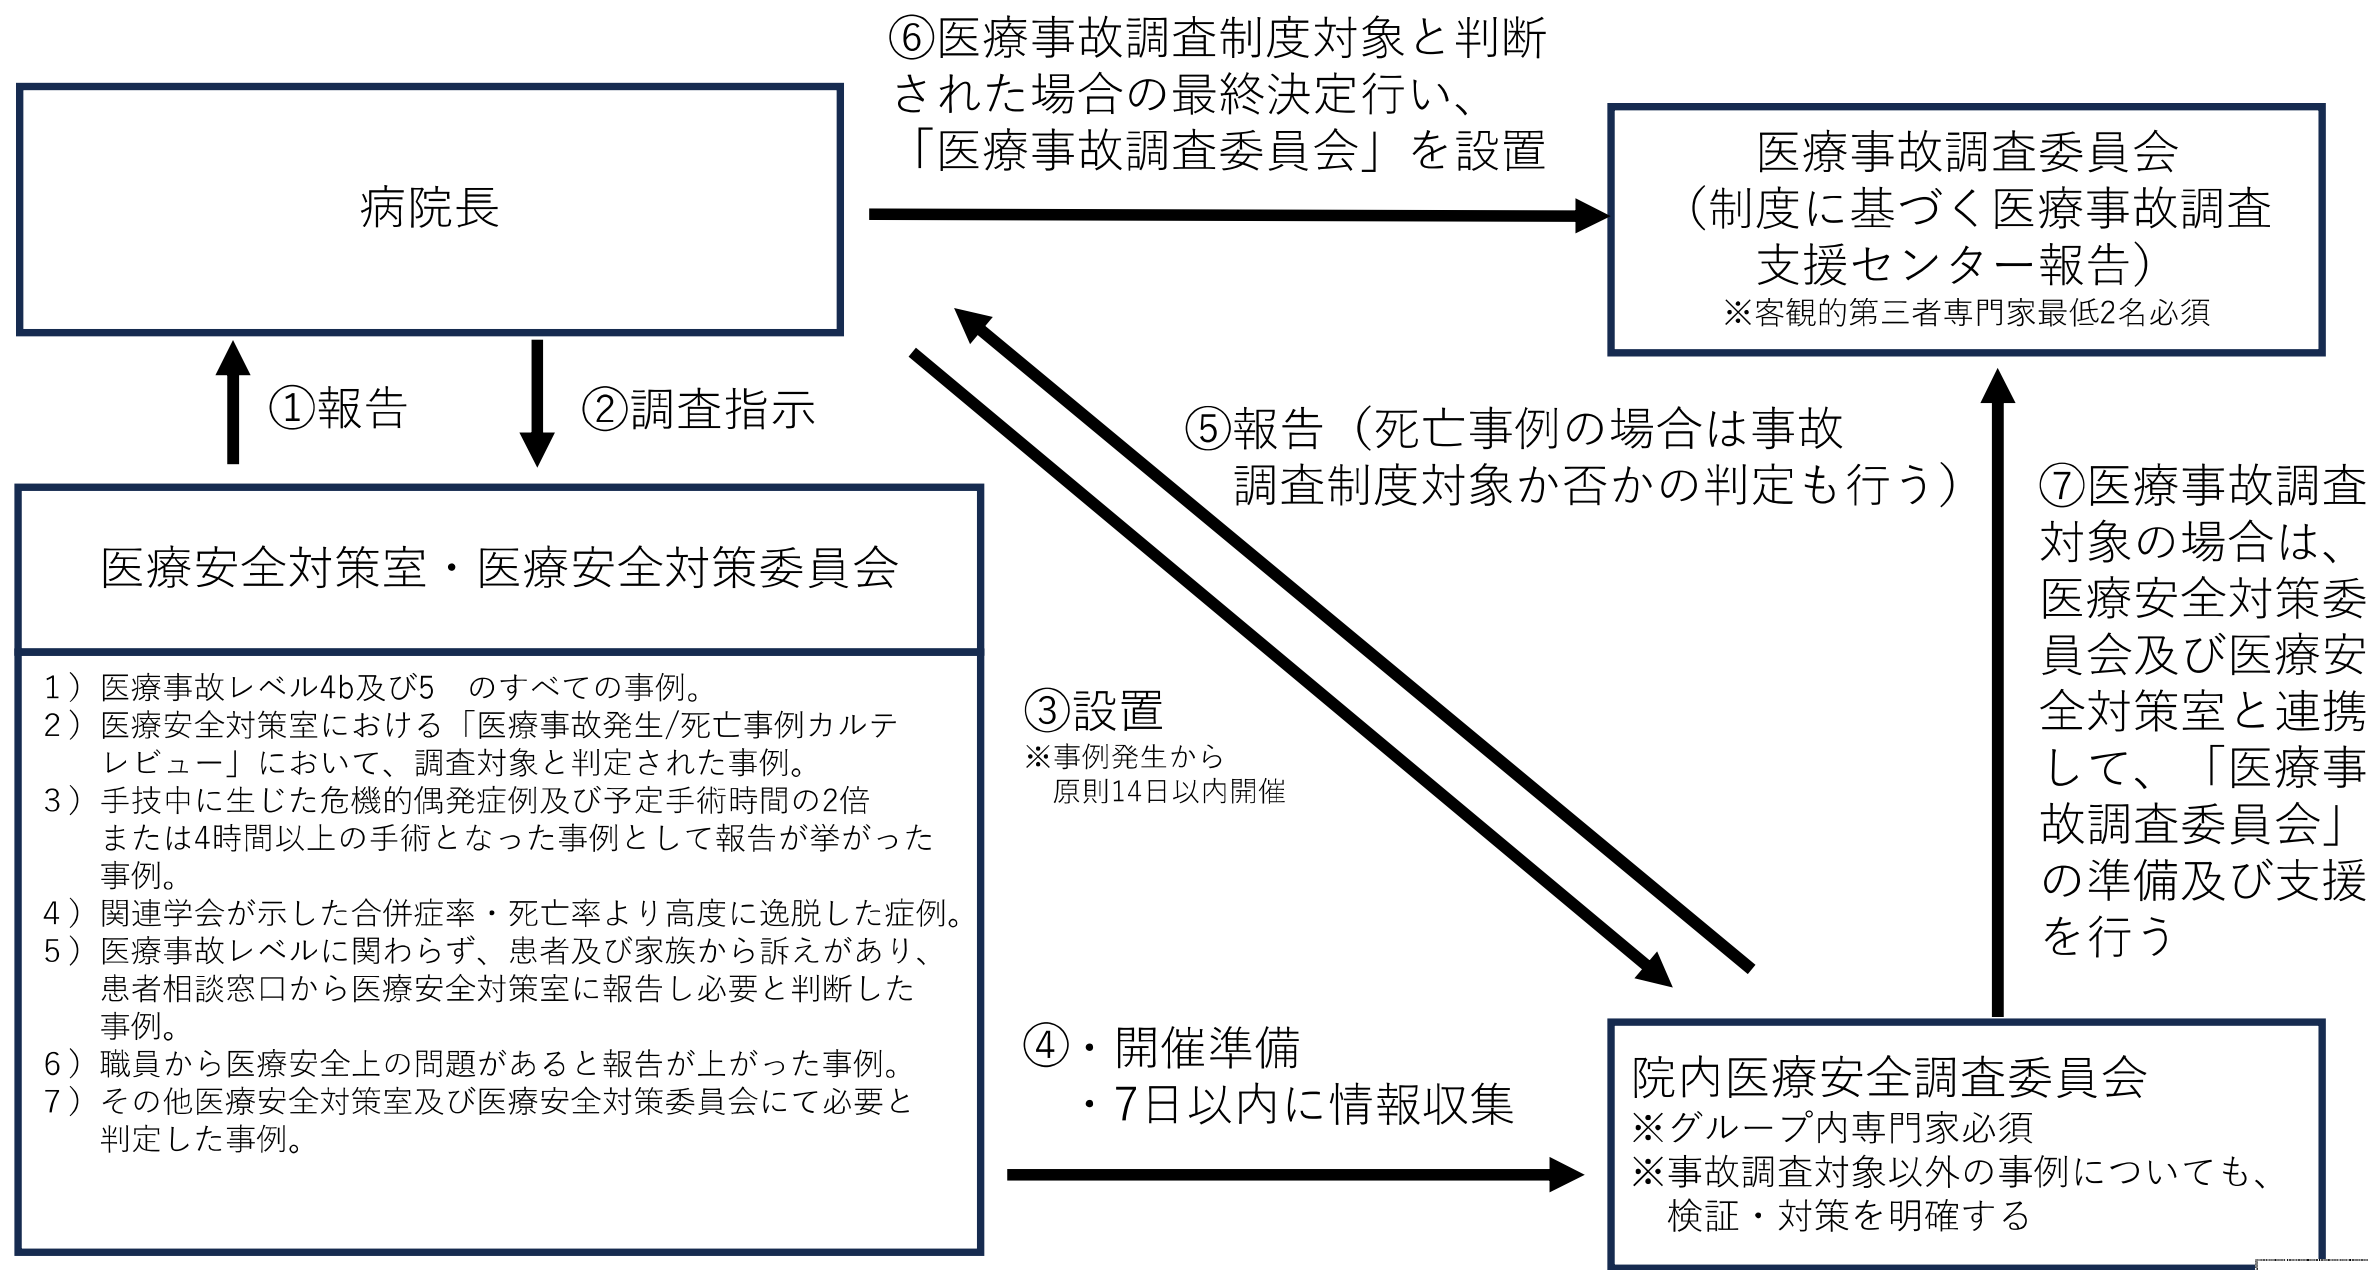 ⑥医療事故調査制度対象と判断
された場合の最終決定行い、
「医療事故調査委員会」を設置
病院長
医療事故調査委員会
（制度に基づく医療事故調査
支援センター報告）
※客観的第三者専門家最低2名必須
①報告
②調査指示
⑤報告（死亡事例の場合は事故
調査制度対象か否かの判定も行う）
⑦医療事故調査
対象の場合は、
医療安全対策委
員会及び医療安
全対策室と連携
して、「医療事
故調査委員会」
の準備及び支援
を行う
医療安全対策室・医療安全対策委員会
１）医療事故レベル4b及び5　のすべての事例。
２）医療安全対策室における「医療事故発生/死亡事例カルテ
レビュー」において、調査対象と判定された事例。
３）手技中に生じた危機的偶発症例及び予定手術時間の2倍
または4時間以上の手術となった事例として報告が挙がった
事例。
４）関連学会が示した合併症率・死亡率より高度に逸脱した症例。
５）医療事故レベルに関わらず、患者及び家族から訴えがあり、
患者相談窓口から医療安全対策室に報告し必要と判断した
事例。
６）職員から医療安全上の問題があると報告が上がった事例。
７）その他医療安全対策室及び医療安全対策委員会にて必要と
判定した事例。
③設置
※事例発生から
原則14日以内開催
④・開催準備
・7日以内に情報収集
院内医療安全調査委員会
※グループ内専門家必須
※事故調査対象以外の事例についても、
検証・対策を明確する